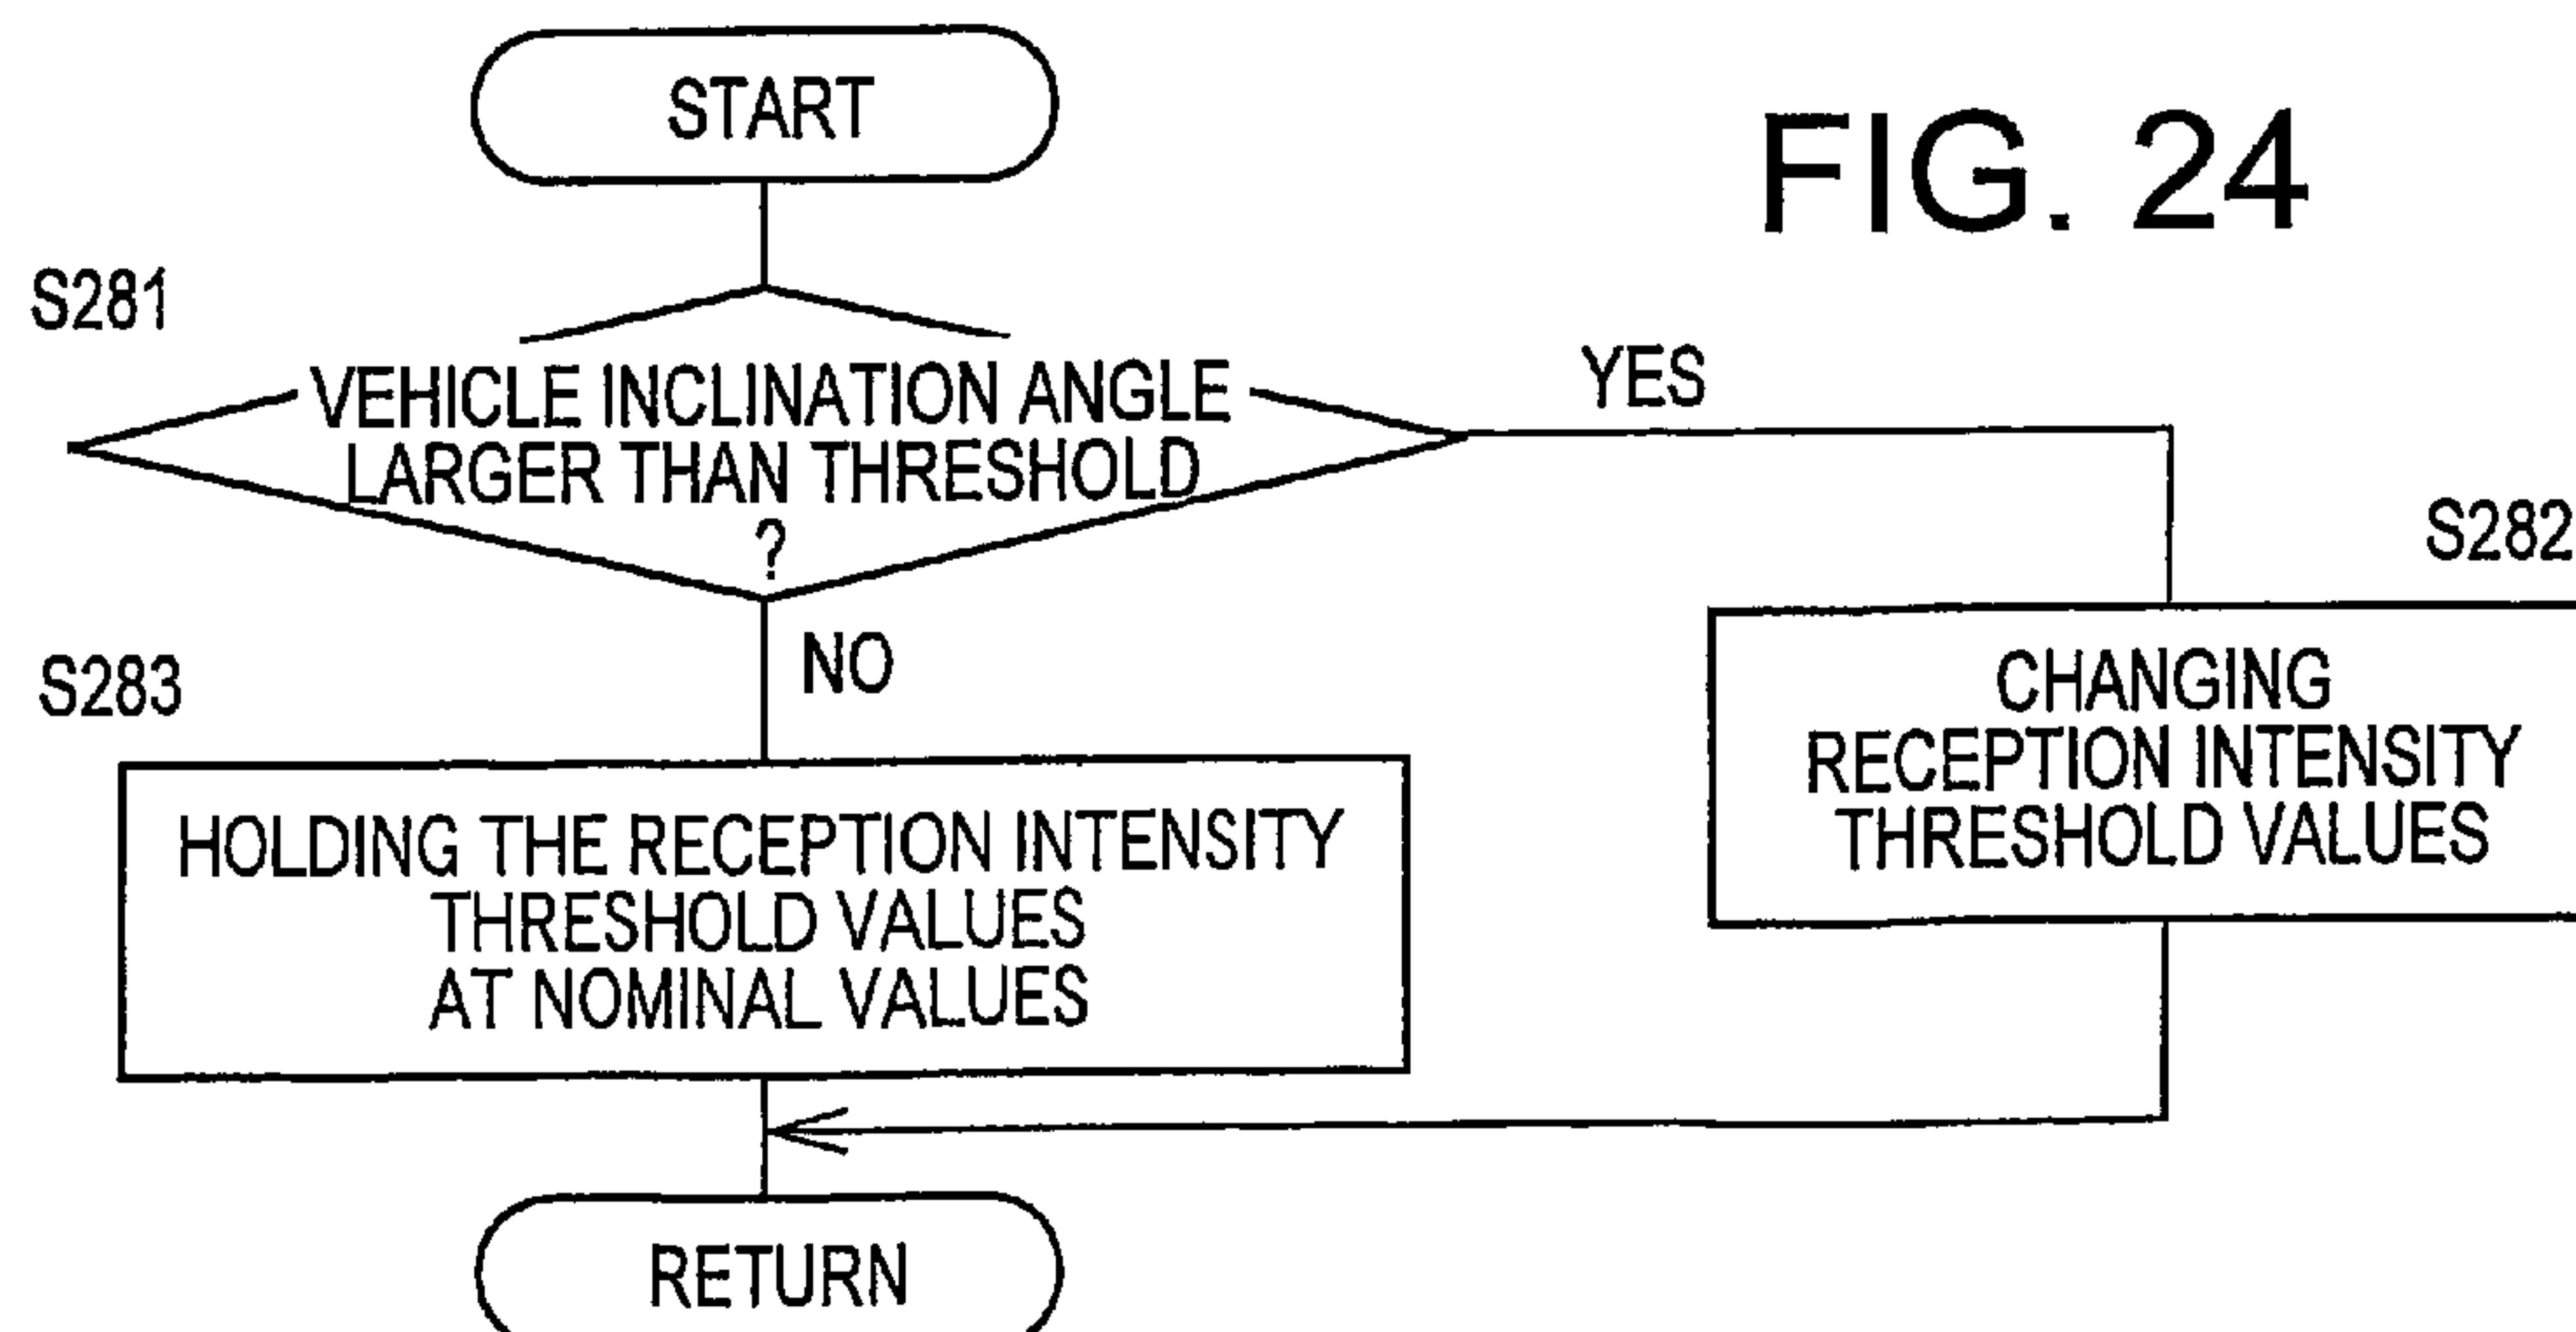 START
FIG. 24
S281
VEHICLE INCLINATION ANGLE
LARGER THAN THRESHOLD
?
YES
S282
NO
S283
CHANGING
RECEPTION INTENSITY
THRESHOLD VALUES
HOLDING THE RECEPTION INTENSITY
THRESHOLD VALUES
AT NOMINAL VALUES
RETURN